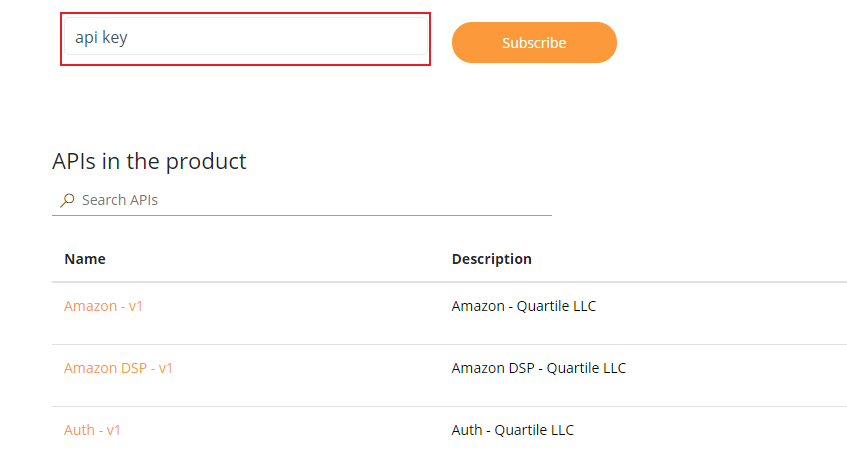 api key
Subscribe
APIs in the product
Search APIs
Name Description
Amazon - v1 Amazon - Quartile LLC
Amazon DSP - v1 Amazon DSP - Quartile LLC
Auth - v1 Auth - Quartile LLC